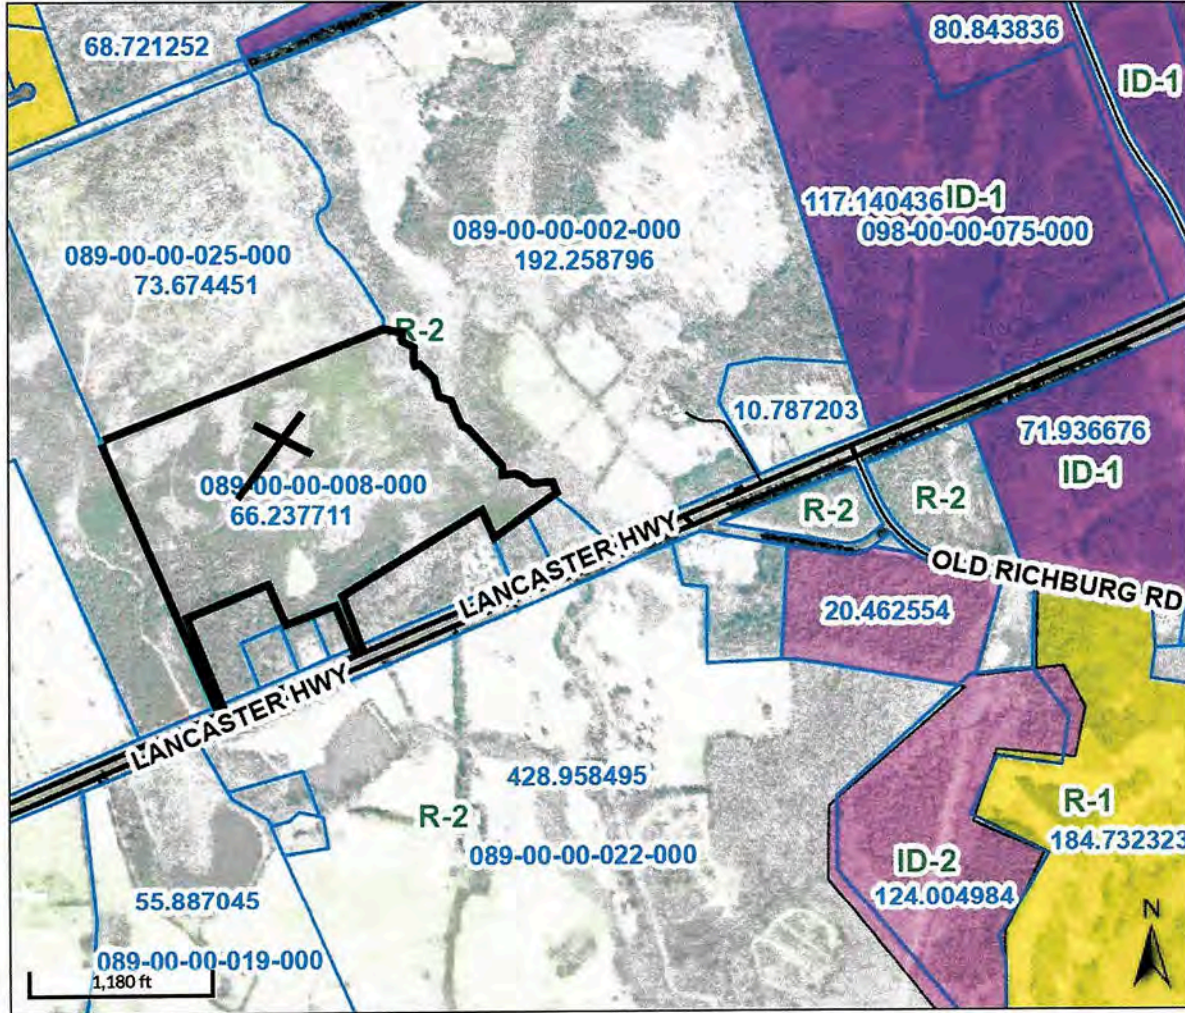 68.721252
80.843836
ID-1
117.140436
ID-1
098-00-00-075-000
089-00-00-002-000
192.258796
089-00-00-025-000
73.674451
R-2
10.787203
71.936676
ID-1
089-00-00-008-000
66.237711
R-2
R-2
LANCASTER HWY
OLD RICHBURG RD
20.462554
LANCASTER HWY
428.958495
R-2
089-00-00-022-000
R-1
184.732323
ID-2
124.004984
55.887045
089-00-00-019-000
1,180 ft
N